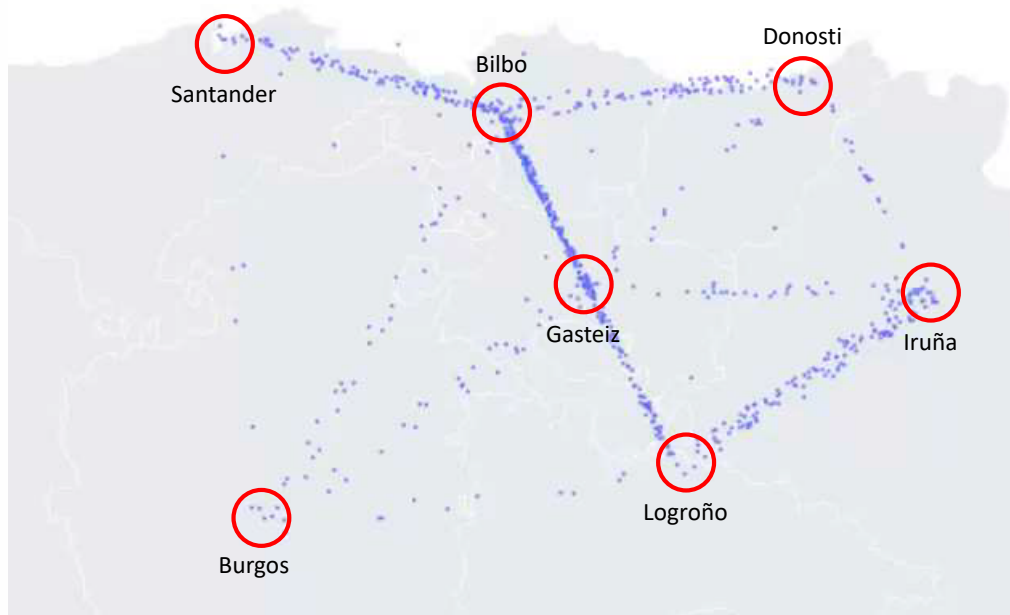 Donosti
Bilbo
Santander
Gasteiz
Iruña
Logroño
Burgos